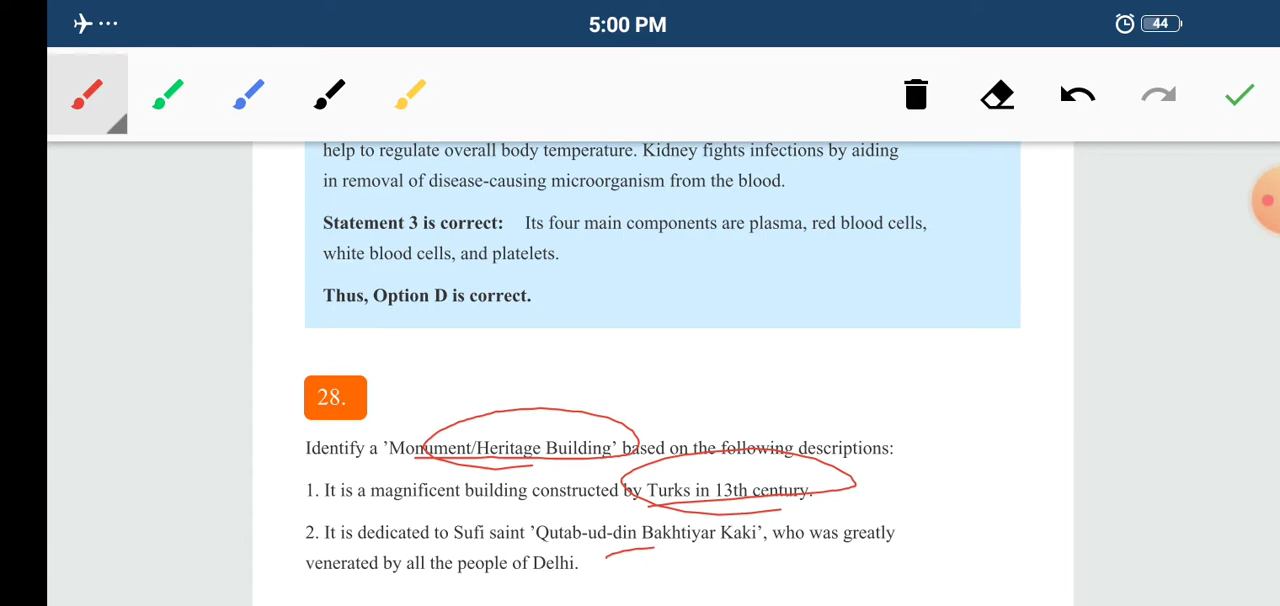 5:00 PM
44
help to regulate overall body temperature. Kidney fights infections by aiding
in removal of disease-causing microorganism from the blood.
Statement 3 is correct: Its four main components are plasma, red blood cells,
white blood cells, and platelets.
Thus, Option D is correct.
28.
Identify a ’Monument/Heritage Building’ based on the following descriptions:
1. It is a magnificent building constructed by Turks in 13th century.
2. It is dedicated to Sufi saint ’Qutab-ud-din Bakhtiyar Kaki’, who was greatly
venerated by all the people of Delhi.